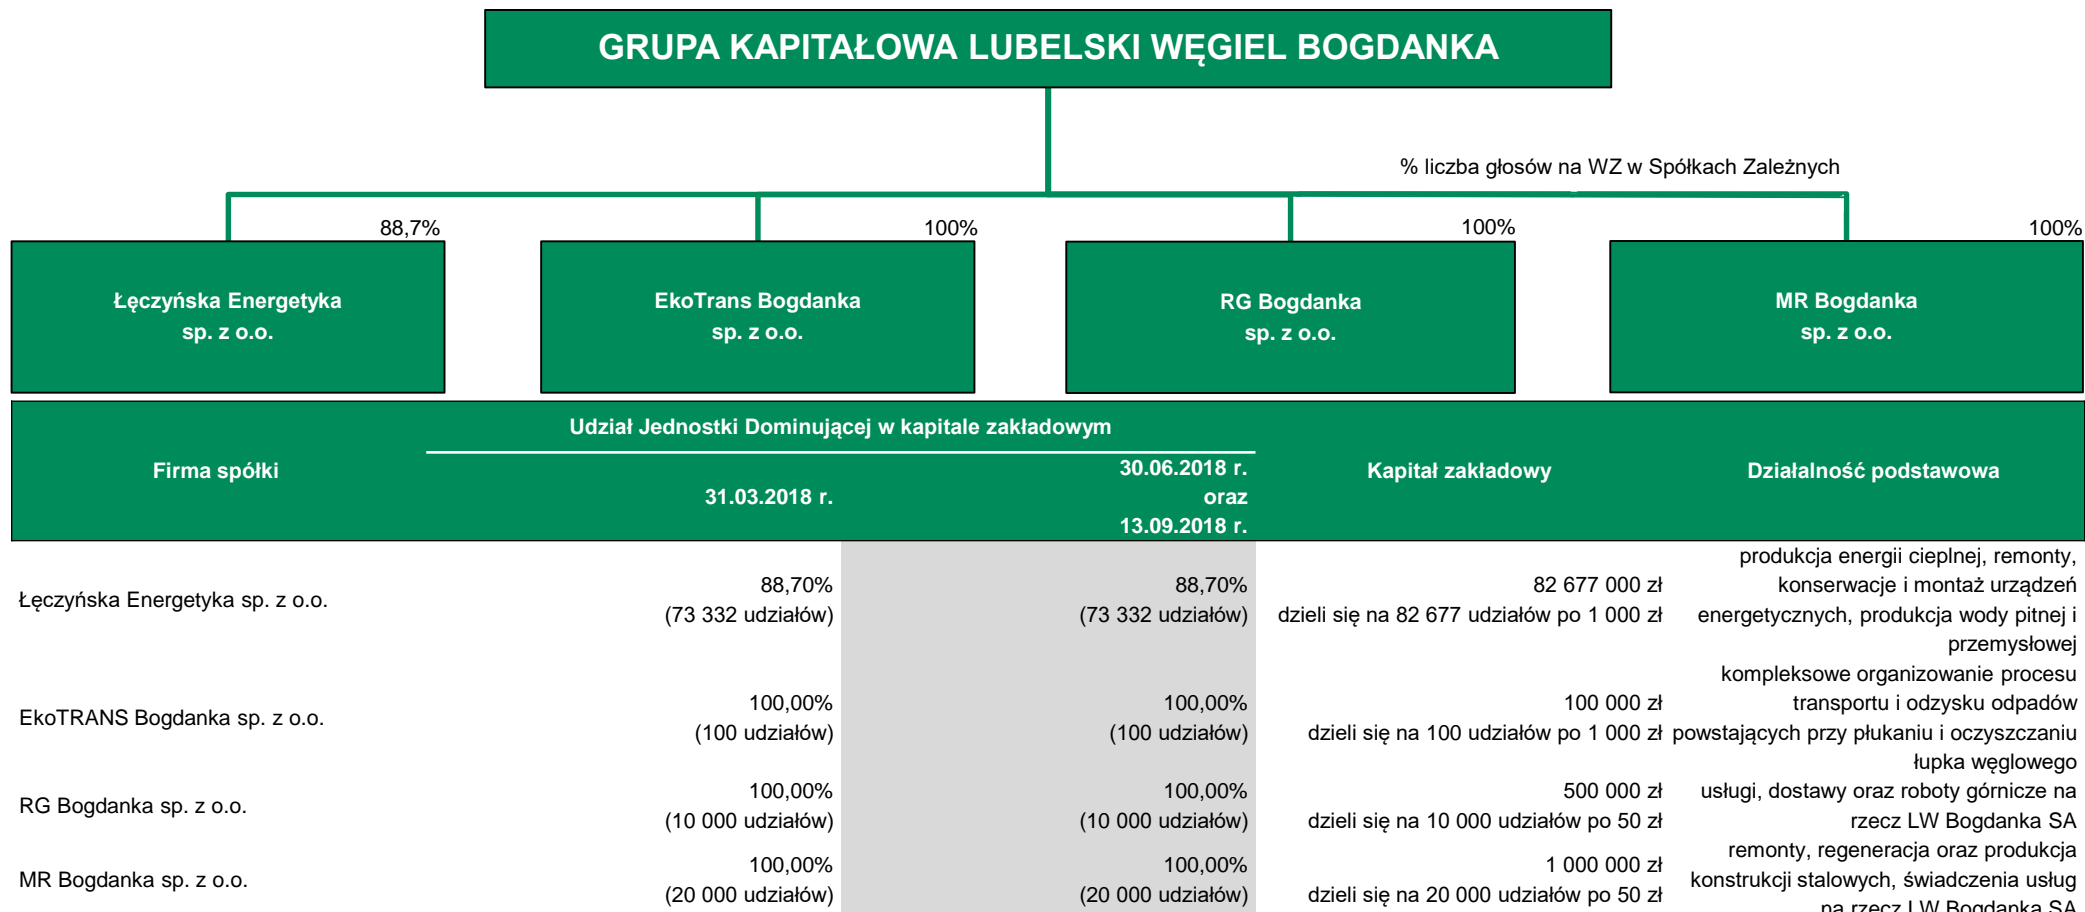 GRUPA KAPITAŁOWA LUBELSKI WĘGIEL BOGDANKA
% liczba głosów na WZ w Spółkach Zależnych
88,7%
100%
100%
100%
Łęczyńska Energetyka
sp. z o.o.
EkoTrans Bogdanka
sp. z o.o.
RG Bogdanka
sp. z o.o.
MR Bogdanka
sp. z o.o.
Firma spółki
Udział Jednostki Dominującej w kapitale zakładowym
31.03.2018 r.
30.06.2018 r.
oraz
13.09.2018 r.
Kapitał zakładowy
Działalność podstawowa
Łęczyńska Energetyka sp. z o.o.
88,70%
(73 332 udziałów)
88,70%
(73 332 udziałów)
82 677 000 zł
dzieli się na 82 677 udziałów po 1 000 zł
produkcja energii cieplnej, remonty,
konserwacje i montaż urządzeń
energetycznych, produkcja wody pitnej i
przemysłowej
EkoTRANS Bogdanka sp. z o.o.
100,00%
(100 udziałów)
100,00%
(100 udziałów)
100 000 zł
dzieli się na 100 udziałów po 1 000 zł
kompleksowe organizowanie procesu
transportu i odzysku odpadów
powstających przy płukaniu i oczyszczaniu
łupka węglowego
RG Bogdanka sp. z o.o.
100,00%
(10 000 udziałów)
100,00%
(10 000 udziałów)
500 000 zł
dzieli się na 10 000 udziałów po 50 zł
usługi, dostawy oraz roboty górnicze na
rzecz LW Bogdanka SA
MR Bogdanka sp. z o.o.
100,00%
(20 000 udziałów)
100,00%
(20 000 udziałów)
1 000 000 zł
dzieli się na 20 000 udziałów po 50 zł
remonty, regeneracja oraz produkcja
konstrukcji stalowych, świadczenia usług
na rzecz LW Bogdanka SA